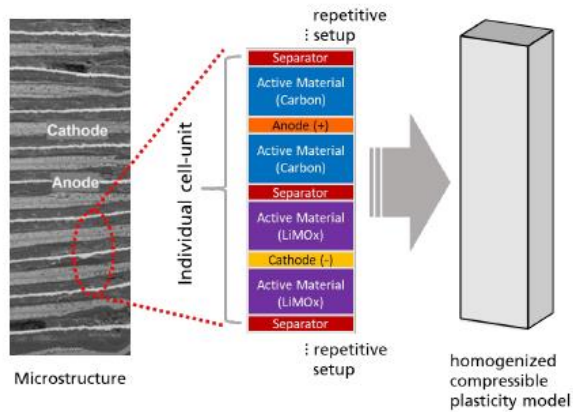 ⋮ repetitive
setup
Separator
Active Material
(Carbon)
Anode (+)
Active Material
(Carbon)
Separator
Active Material
(LiMOx)
Cathode (-)
Active Material
(LiMOx)
Separator
⋮ repetitive
setup
Individual cell-unit
Cathode
Anode
Microstructure
homogenized
compressible
plasticity model